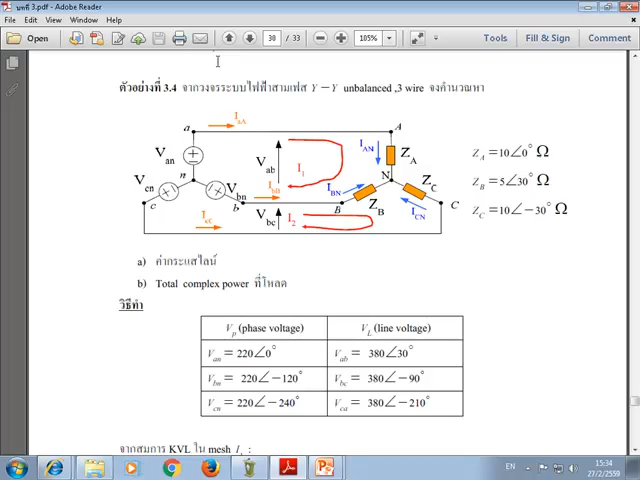 บทที่ 3.pdf - Adobe Reader
File Edit View Window Help
Open 30 / 33 105% Tools Fill & Sign Comment
ตัวอย่างที่ 3.4 จากวงจรระบบไฟฟ้าสามเฟส Y – Y unbalanced ,3 wire จงคำนวณหา
a I_aA A
V_an V_ab I_1 I_AN Z_A
n N
V_cn V_bn I_bB I_BN Z_B Z_C
c b V_bc B I_2 I_CN C
I_cC
Z_A = 10∠0° Ω
Z_B = 5∠30° Ω
Z_C = 10∠−30° Ω
a) ค่ากระแสไลน์
b) Total complex power ที่โหลด
วิธีทำ
V_p (phase voltage) V_L (line voltage)
V_an = 220∠0° V_ab = 380∠30°
V_bn = 220∠−120° V_bc = 380∠−90°
V_cn = 220∠−240° V_ca = 380∠−210°
จากสมการ KVL ใน mesh I_1 :
EN 15:34
27/2/2559